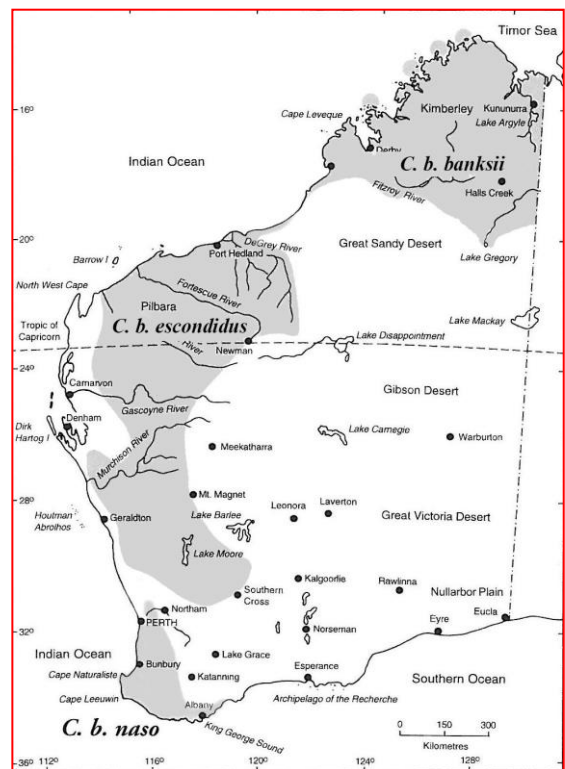 Timor Sea
Kimberley
Kununurra
16°
Lake Argyle
Cape Leveque
Derby
C. b. banksii
Indian Ocean
Halls Creek
Fitzroy River
20°
DeGrey River
Great Sandy Desert
Port Hedland
Lake Gregory
Barrow I
North West Cape
Fortescue River
Pilbara
Lake Mackay
Tropic of
Capricorn
C. b. escondidus
Lake Disappointment
River
Newman
24°
Gibson Desert
Carnarvon
Gascoyne River
Denham
Dirk
Hartog I
Lake Carnegie
Warburton
Murchison River
Meekatharra
28°
Mt. Magnet
Laverton
Leonora
Houtman
Abrolhos
Geraldton
Lake Barlee
Great Victoria Desert
Lake Moore
Kalgoorlie
Rawlinna
Southern
Cross
Nullarbor Plain
Northam
PERTH
Eucla
Eyre
32°
Norseman
Indian Ocean
Lake Grace
Bunbury
Esperance
Cape Naturaliste
Katanning
Southern Ocean
Cape Leeuwin
Albany
Archipelago of the Recherche
King George Sound
C. b. naso
0 150 300
Kilometres
36°
112° 116° 120° 124° 128°